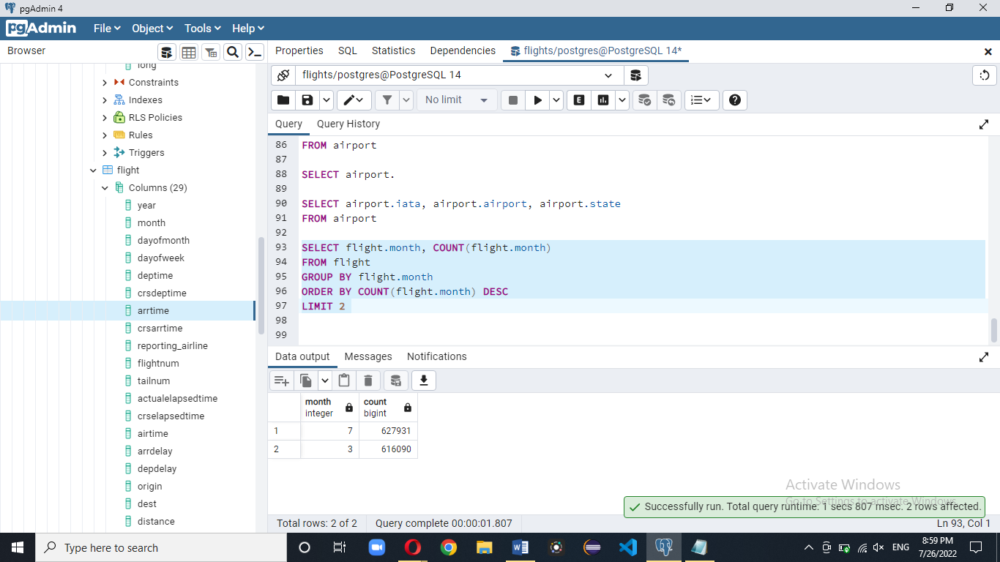 pgAdmin 4
pgAdmin
File
Object
Tools
Help
Browser
Properties
SQL
Statistics
Dependencies
flights/postgres@PostgreSQL 14*
long
Constraints
Indexes
RLS Policies
Rules
Triggers
flight
Columns (29)
year
month
dayofmonth
dayofweek
deptime
crsdeptime
arrtime
crsarrtime
reporting_airline
flightnum
tailnum
actualelapsedtime
crselapsedtime
airtime
arrdelay
depdelay
origin
dest
distance
flights/postgres@PostgreSQL 14
No limit
E
Query
Query History
86 FROM airport
87
88 SELECT airport.
89
90 SELECT airport.iata, airport.airport, airport.state
91 FROM airport
92
93 SELECT flight.month, COUNT(flight.month)
94 FROM flight
95 GROUP BY flight.month
96 ORDER BY COUNT(flight.month) DESC
97 LIMIT 2
98
99
Data output
Messages
Notifications
month integer
count bigint
1 7 627931
2 3 616090
Activate Windows
Go to Settings to activate Windows.
Successfully run. Total query runtime: 1 secs 807 msec. 2 rows affected.
Total rows: 2 of 2
Query complete 00:00:01.807
Ln 93, Col 1
Type here to search
ENG
8:59 PM
7/26/2022